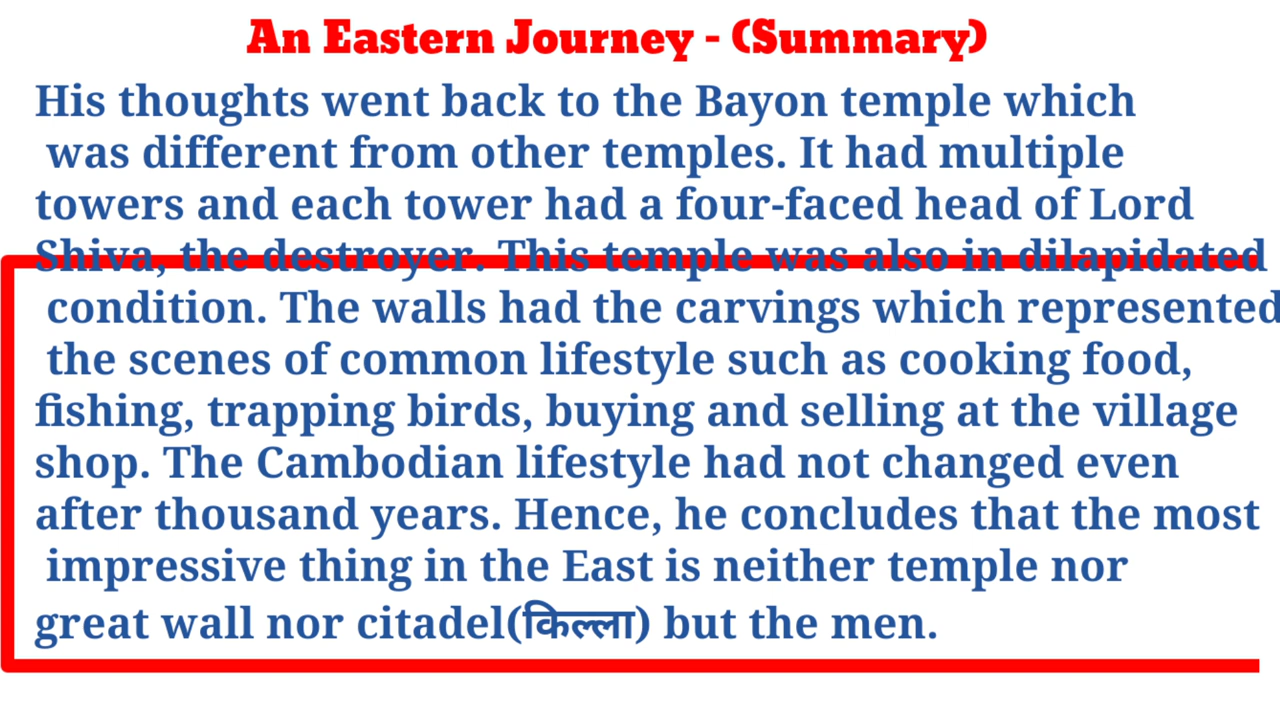 An Eastern Journey - (Summary)
His thoughts went back to the Bayon temple which
was different from other temples. It had multiple
towers and each tower had a four-faced head of Lord
Shiva, the destroyer. This temple was also in dilapidated
condition. The walls had the carvings which represented
the scenes of common lifestyle such as cooking food,
fishing, trapping birds, buying and selling at the village
shop. The Cambodian lifestyle had not changed even
after thousand years. Hence, he concludes that the most
impressive thing in the East is neither temple nor
great wall nor citadel(किल्ला) but the men.